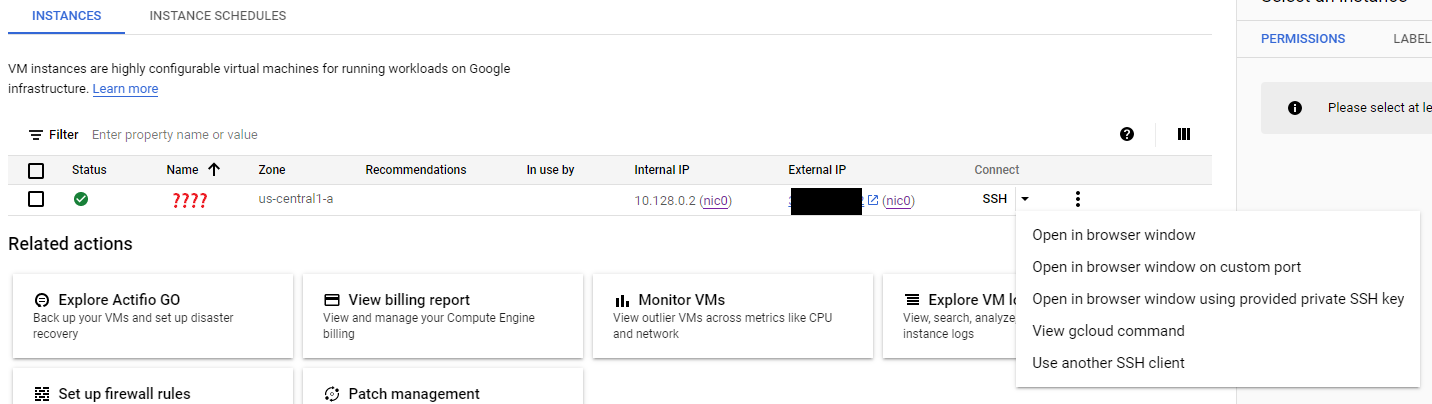 Select an instance
INSTANCES INSTANCE SCHEDULES
PERMISSIONS LABEL
VM instances are highly configurable virtual machines for running workloads on Google
infrastructure. Learn more
Please select at le
Filter Enter property name or value
Status Name Zone Recommendations In use by Internal IP External IP Connect
???? us-central1-a 10.128.0.2 (nic0) (nic0) SSH
Open in browser window
Open in browser window on custom port
Open in browser window using provided private SSH key
View gcloud command
Use another SSH client
Related actions
Explore Actifio GO
Back up your VMs and set up disaster
recovery
View billing report
View and manage your Compute Engine
billing
Monitor VMs
View outlier VMs across metrics like CPU
and network
Explore VM lo
View, search, analyze
instance logs
Set up firewall rules
Patch management